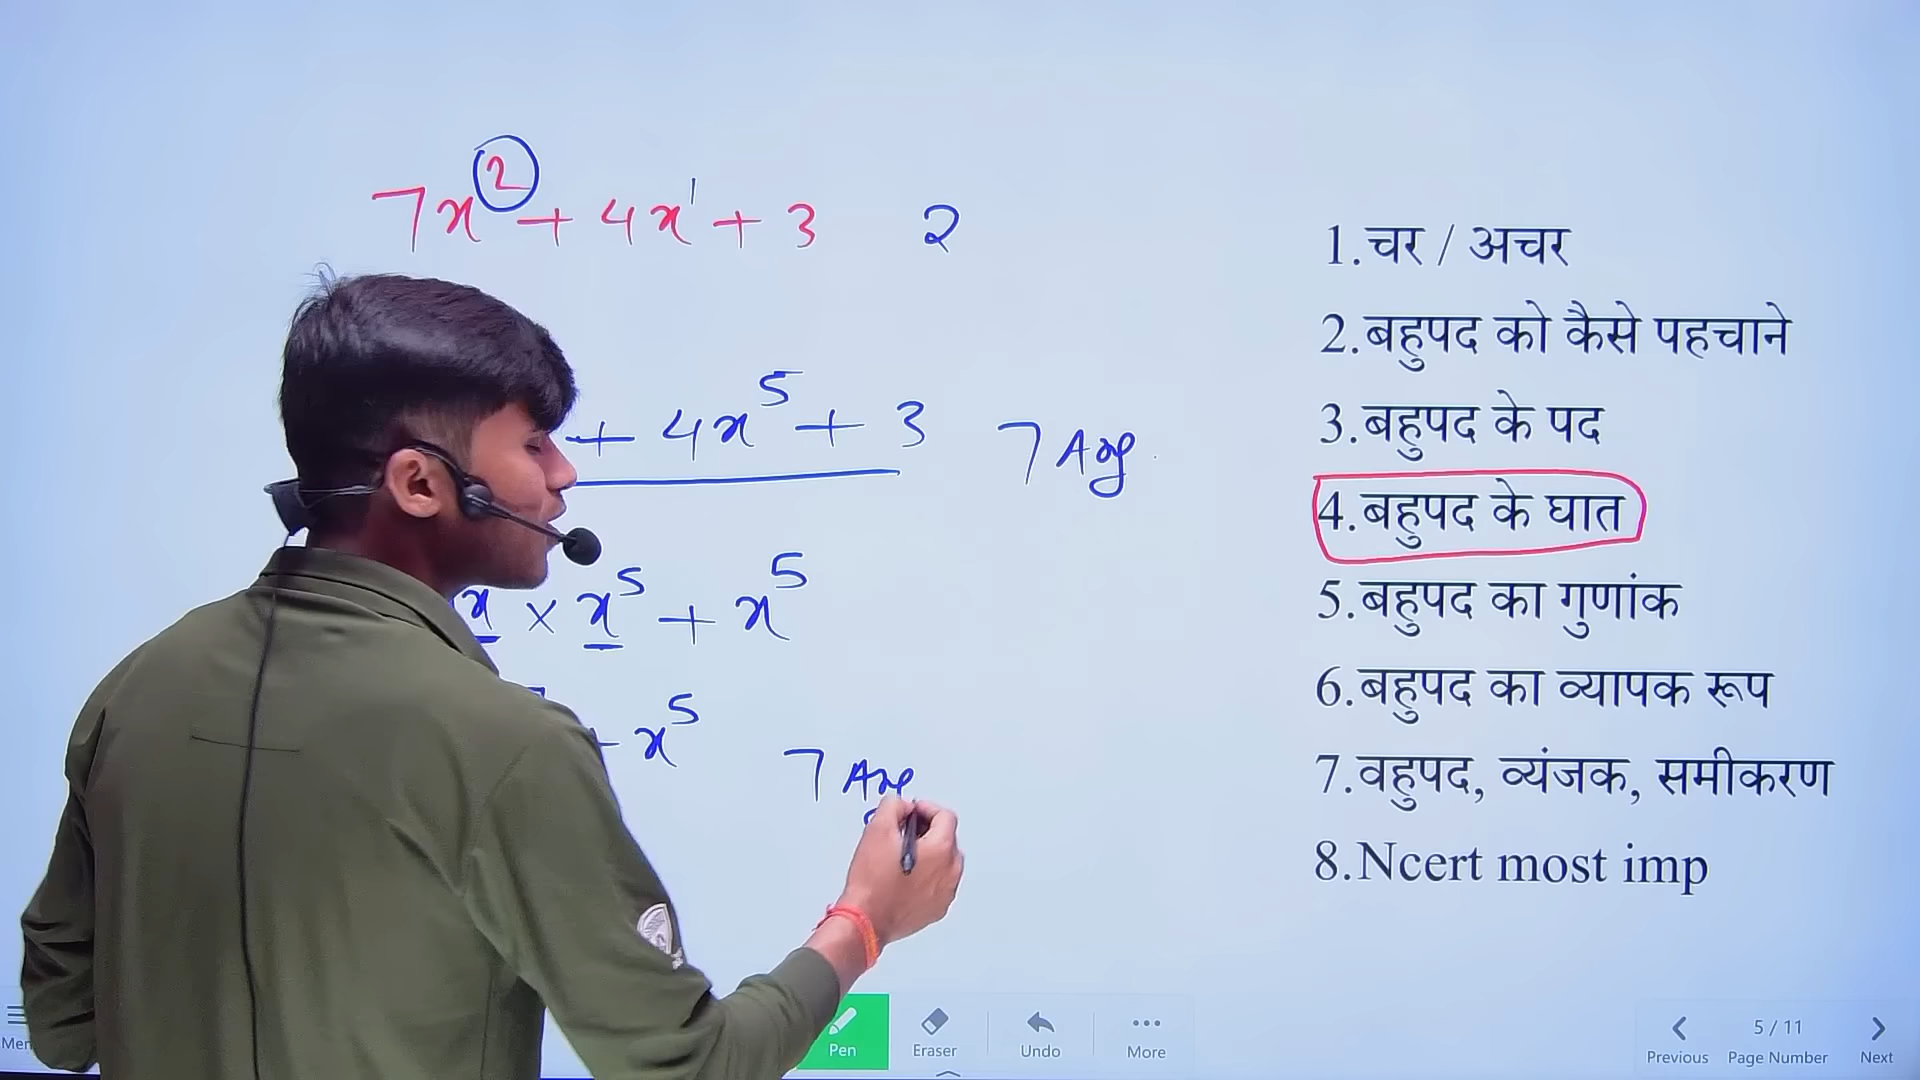 7x² + 4x¹ + 3 2
+ 4x⁵ + 3 7 Ans
x × x⁵ + x⁵
x⁵ 7 Ans
1.चर / अचर
2.बहुपद को कैसे पहचाने
3.बहुपद के पद
4.बहुपद के घात
5.बहुपद का गुणांक
6.बहुपद का व्यापक रूप
7.वहुपद, व्यंजक, समीकरण
8.Ncert most imp
Pen
Eraser
Undo
More
5 / 11
Previous Page Number Next